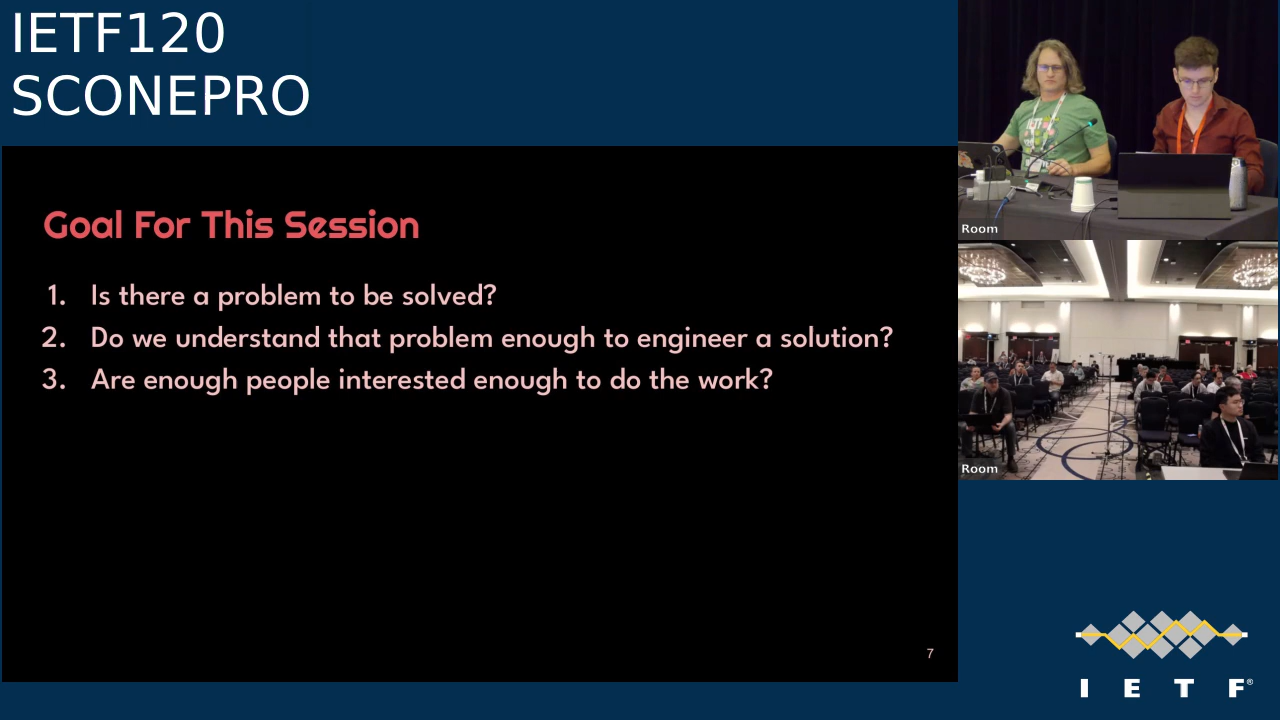 IETF120
SCONEPRO
Goal For This Session
1. Is there a problem to be solved?
2. Do we understand that problem enough to engineer a solution?
3. Are enough people interested enough to do the work?
7
Room
Room
I E T F®